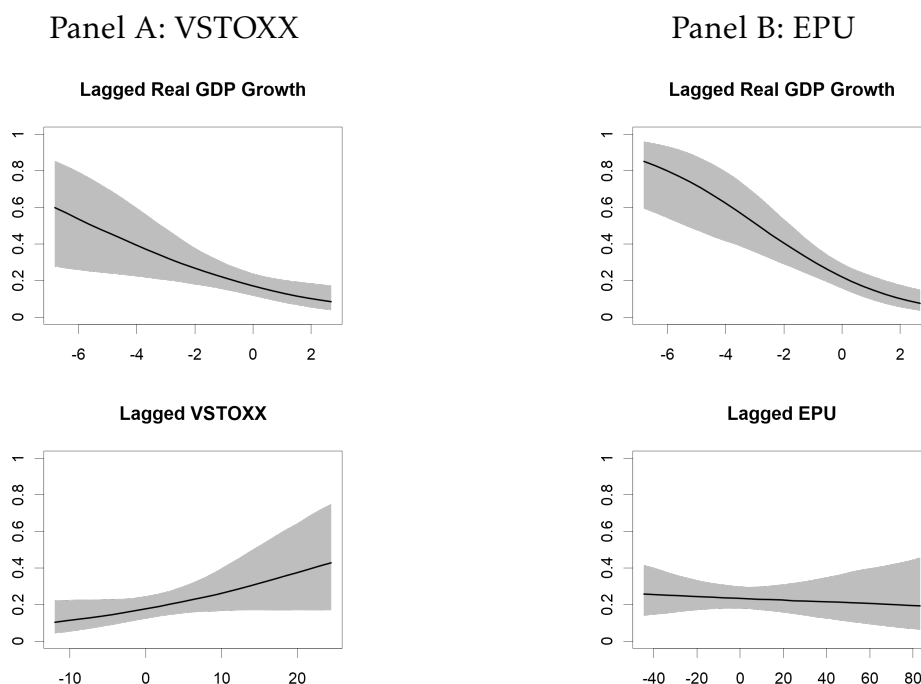 Panel A: VSTOXX
Panel B: EPU
Lagged Real GDP Growth
Lagged Real GDP Growth
1
0.8
0.6
0.4
0.2
0
-6 -4 -2 0 2
1
0.8
0.6
0.4
0.2
0
-6 -4 -2 0 2
Lagged VSTOXX
Lagged EPU
1
0.8
0.6
0.4
0.2
0
-10 0 10 20
1
0.8
0.6
0.4
0.2
0
-40 -20 0 20 40 60 80